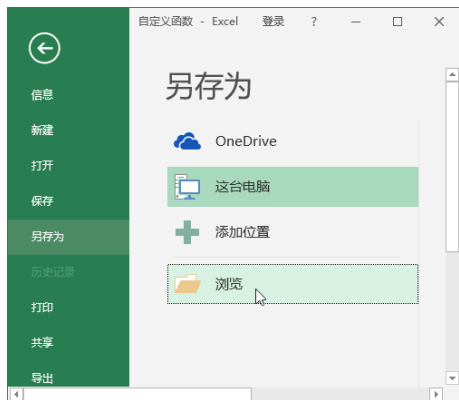 自定义函数 - Excel 登录 ?
信息
新建
打开
保存
另存为
历史记录
打印
共享
导出
另存为
OneDrive
这台电脑
添加位置
浏览